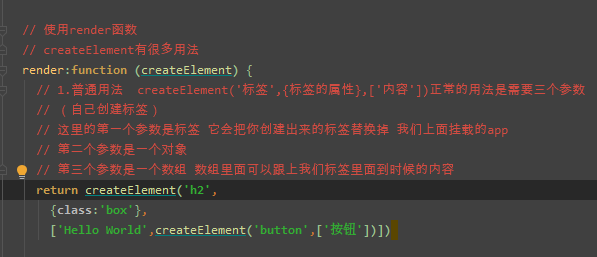 // 使用render函数
// createElement有很多用法
render:function (createElement) {
// 1.普通用法 createElement('标签',{标签的属性},['内容'])正常的用法是需要三个参数
// (自己创建标签)
// 这里的第一个参数是标签 它会把你创建出来的标签替换掉 我们上面挂载的app
// 第二个参数是一个对象
// 第三个参数是一个数组 数组里面可以跟上我们标签里面到时候的内容
return createElement('h2',
{class:'box'},
['Hello World',createElement('button',['按钮'])])